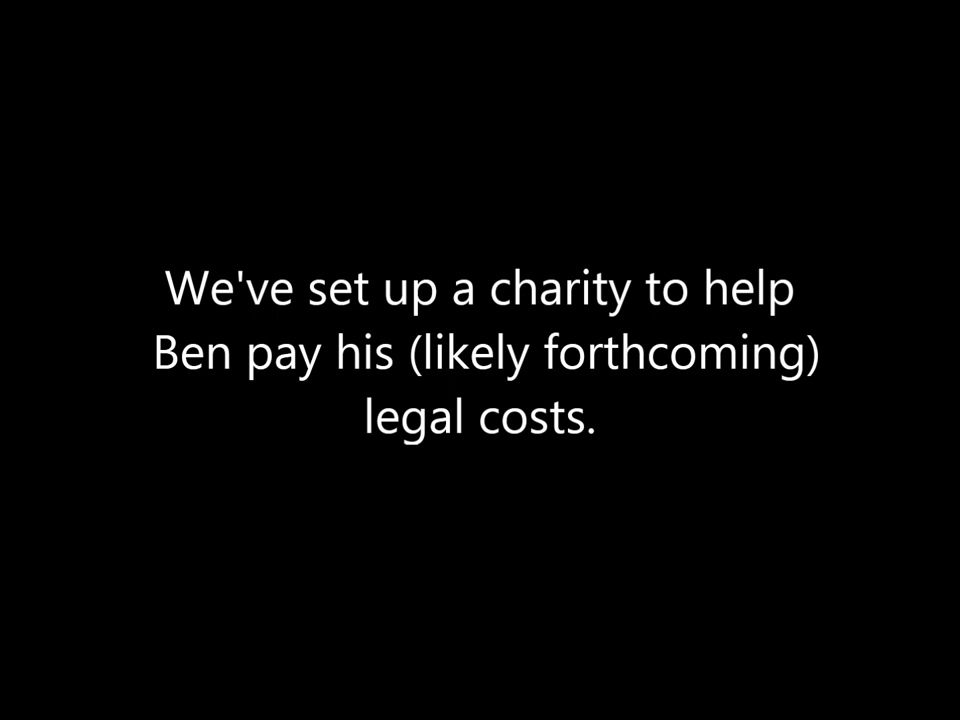 We've set up a charity to help
Ben pay his (likely forthcoming)
legal costs.